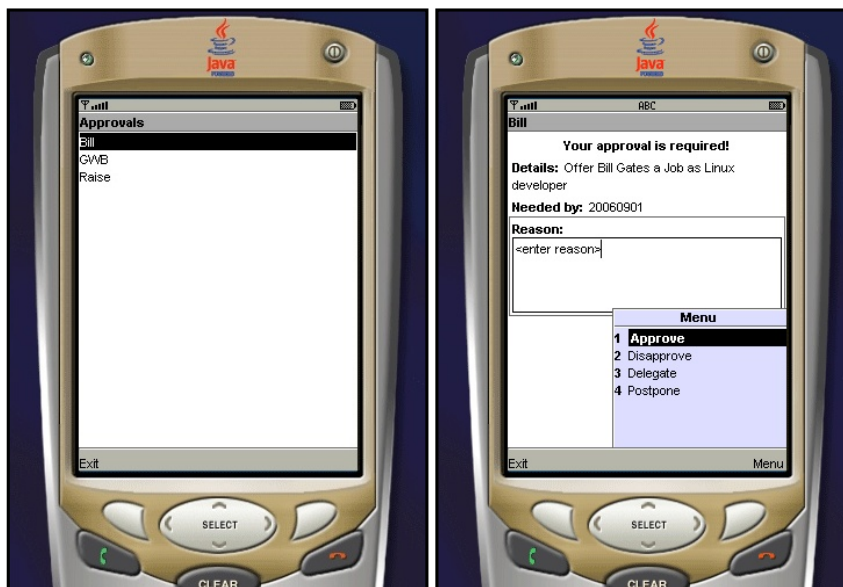 Java
POWERED
Approvals
Bill
GWB
Raise
Exit
SELECT
CLEAR
Java
POWERED
ABC
Bill
Your approval is required!
Details: Offer Bill Gates a Job as Linux
developer
Needed by: 20060901
Reason:
<enter reason>
Menu
1 Approve
2 Disapprove
3 Delegate
4 Postpone
Exit
Menu
SELECT
CLEAR